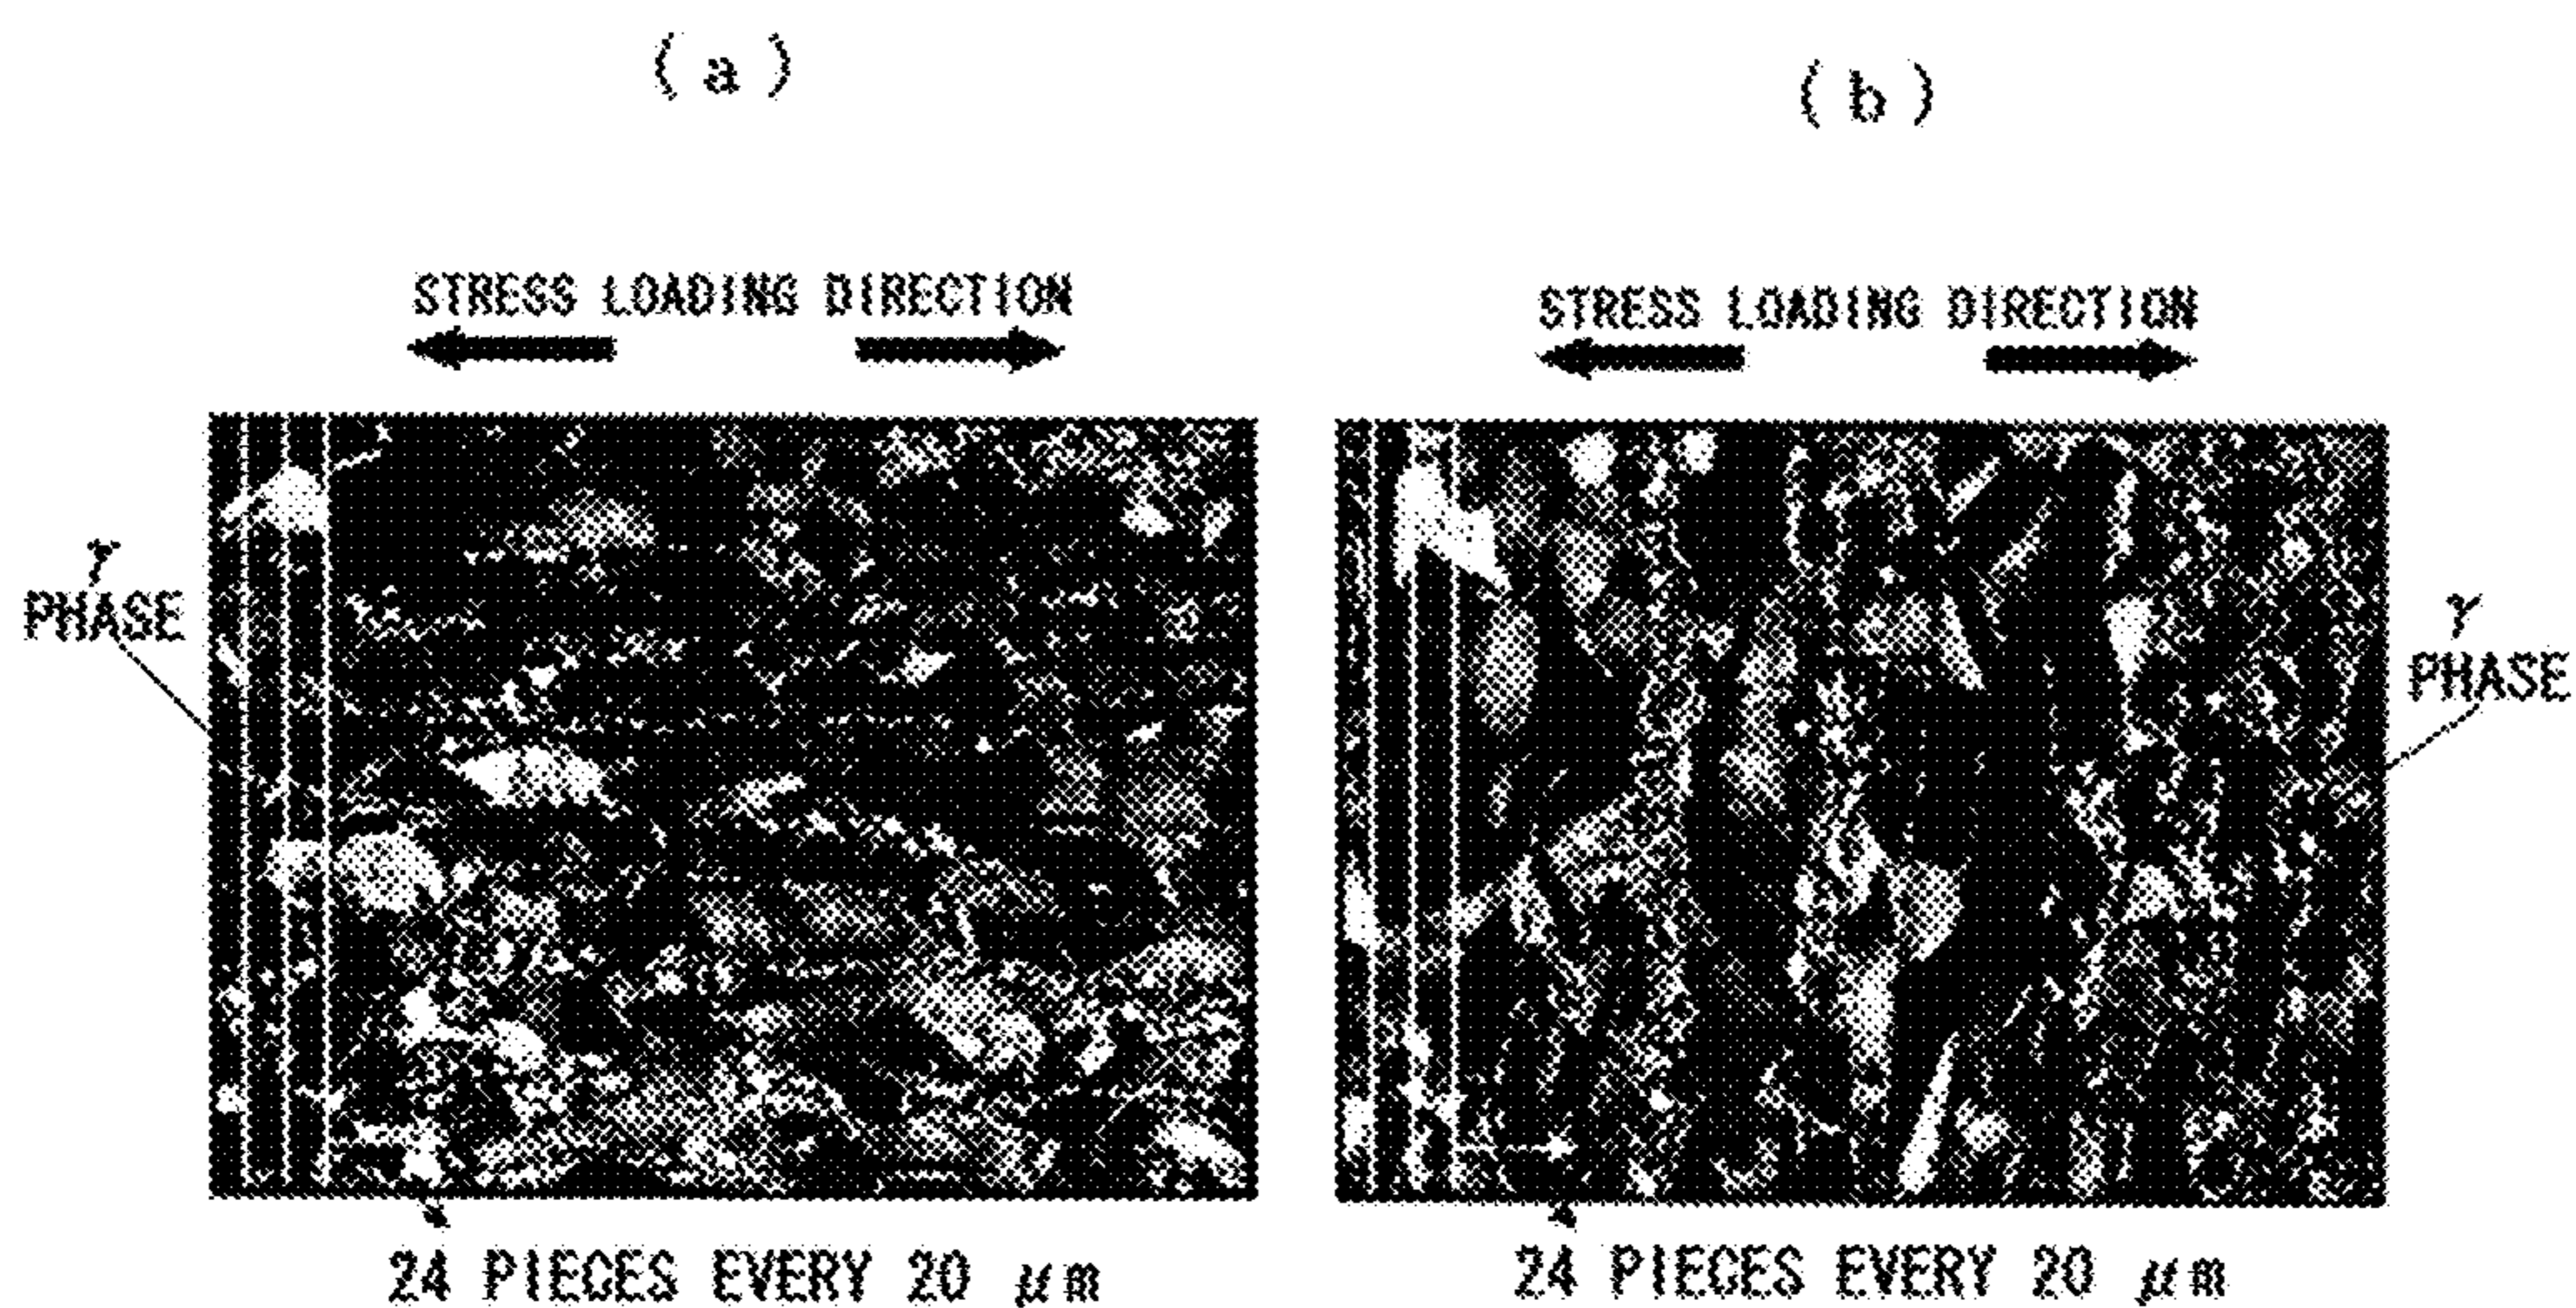 (a)
(b)
STRESS LOADING DIRECTION
STRESS LOADING DIRECTION
γ
PHASE
γ
PHASE
24 PIECES EVERY 20 μm
24 PIECES EVERY 20 μm